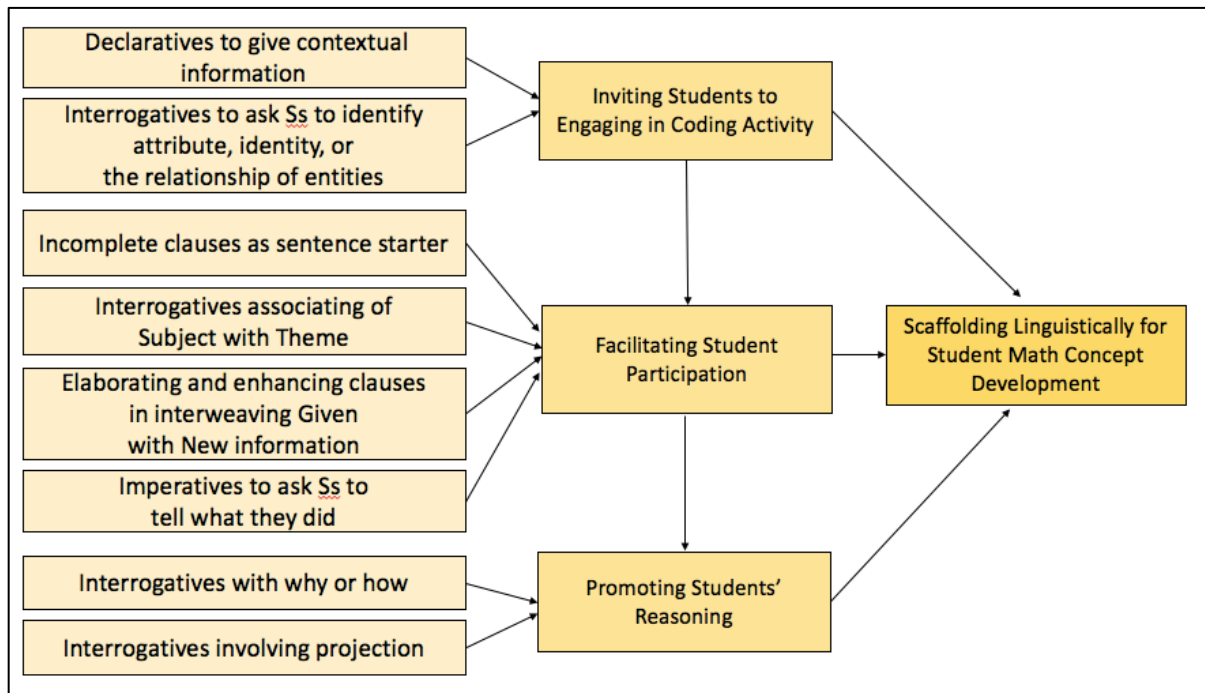 Declaratives to give contextual
information
Interrogatives to ask Ss to identify
attribute, identity, or
the relationship of entities
Incomplete clauses as sentence starter
Interrogatives associating of
Subject with Theme
Elaborating and enhancing clauses
in interweaving Given
with New information
Imperatives to ask Ss to
tell what they did
Interrogatives with why or how
Interrogatives involving projection
Inviting Students to
Engaging in Coding Activity
Facilitating Student
Participation
Promoting Students’
Reasoning
Scaffolding Linguistically for
Student Math Concept
Development